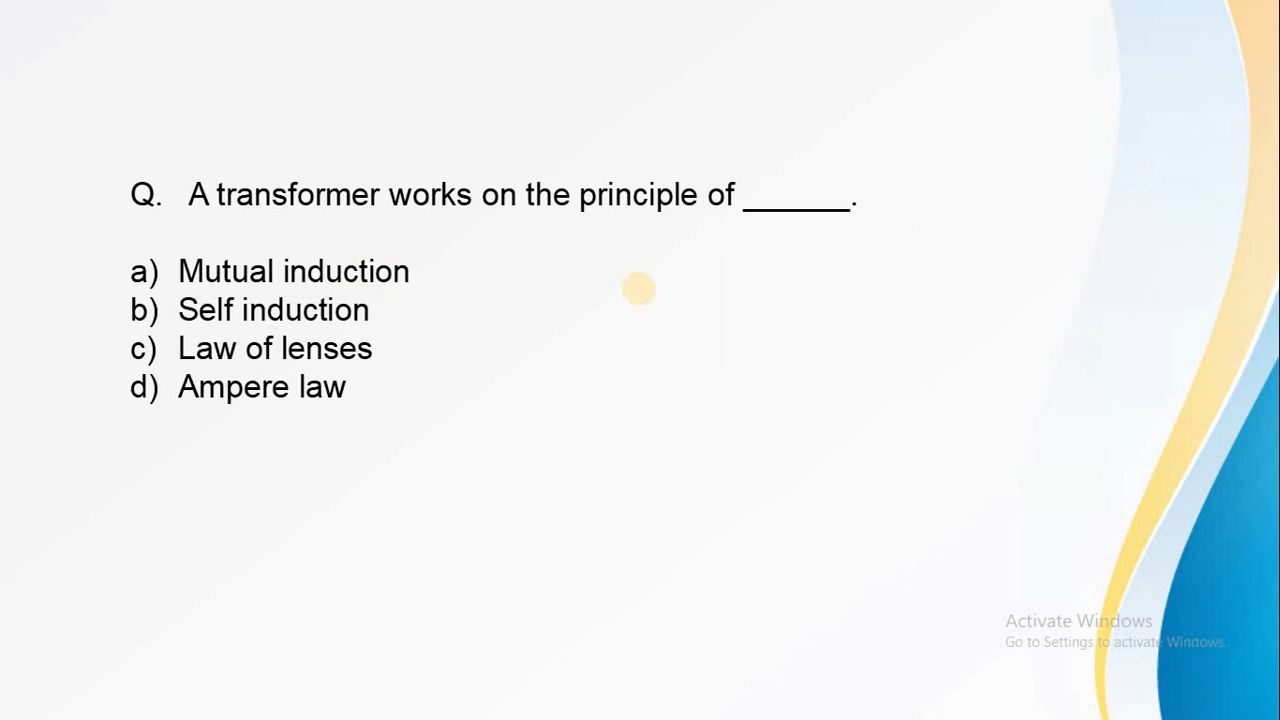 Q. A transformer works on the principle of ______.
a) Mutual induction
b) Self induction
c) Law of lenses
d) Ampere law
Activate Windows
Go to Settings to activate Windows.